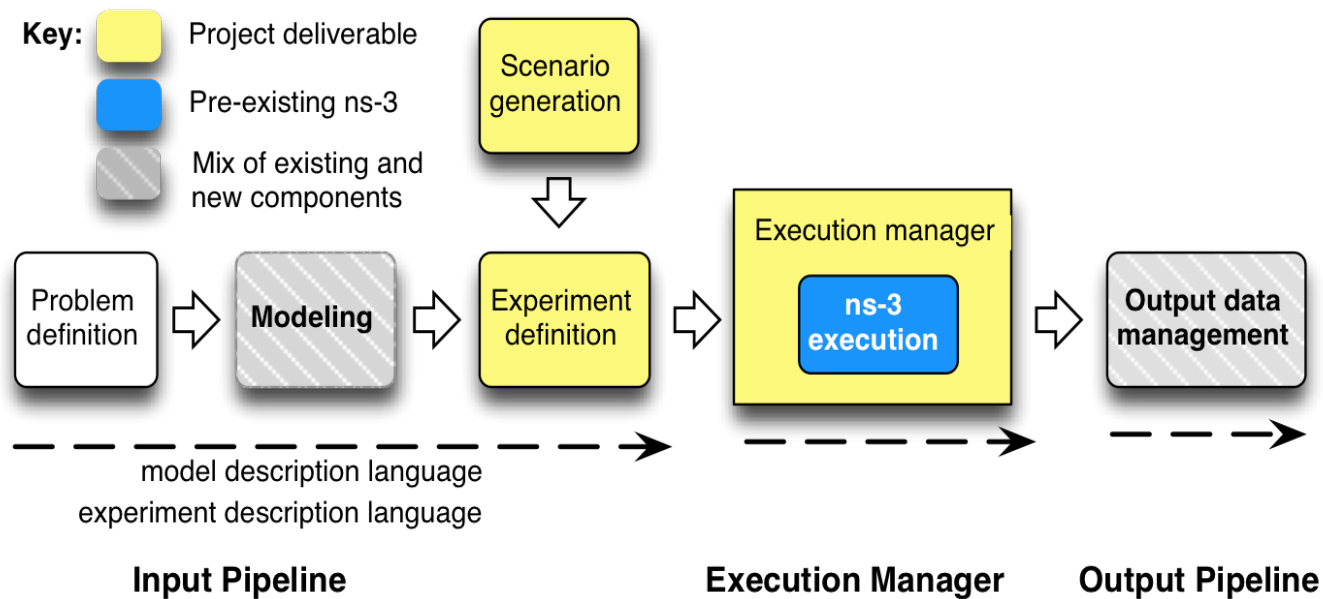 Key:
Project deliverable
Pre-existing ns-3
Mix of existing and
new components
Scenario
generation
Problem
definition
Modeling
Experiment
definition
Execution manager
ns-3
execution
Output data
management
model description language
experiment description language
Input Pipeline
Execution Manager
Output Pipeline